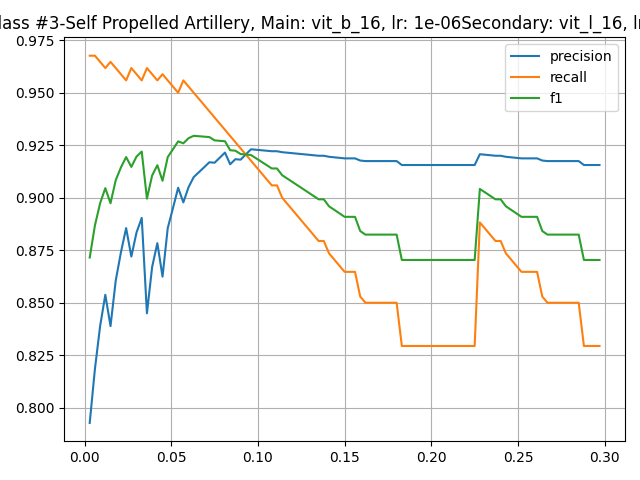 lass #3-Self Propelled Artillery, Main: vit_b_16, lr: 1e-06Secondary: vit_l_16, l
precision
recall
f1
0.975
0.950
0.925
0.900
0.875
0.850
0.825
0.800
0.00 0.05 0.10 0.15 0.20 0.25 0.30